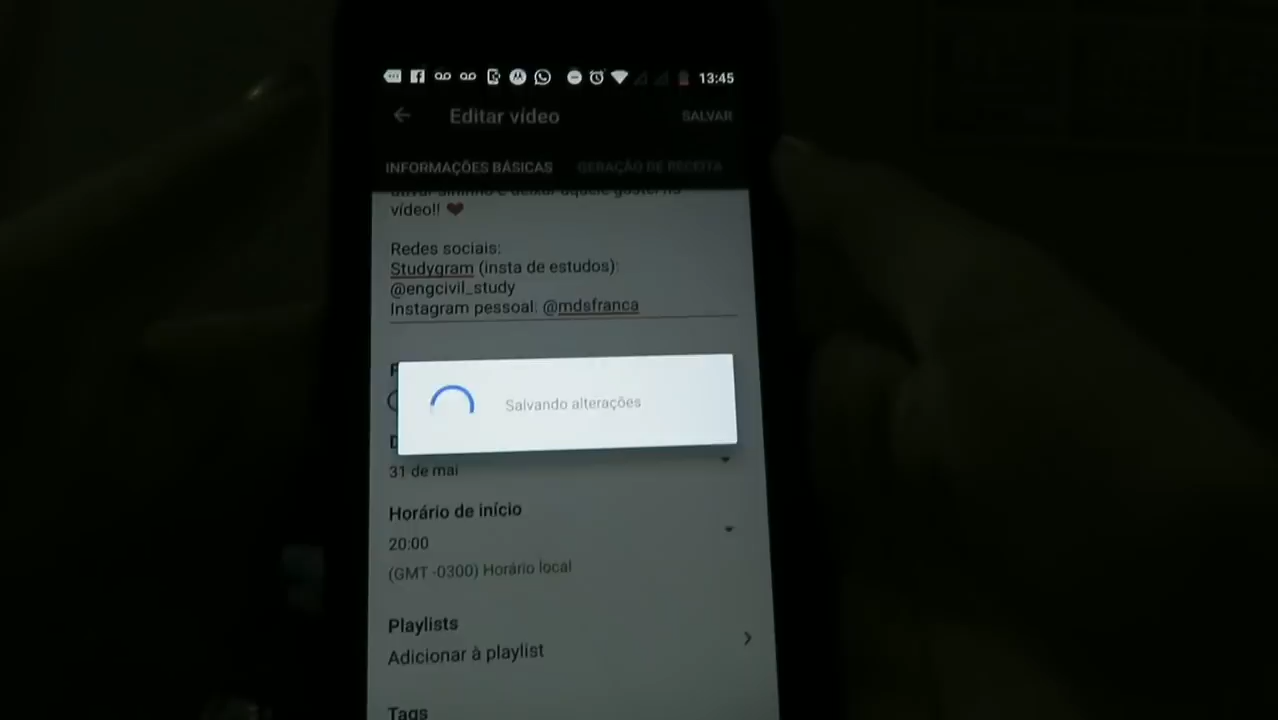 13:45
Editar vídeo
SALVAR
INFORMAÇÕES BÁSICAS
GERAÇÃO DE RECEITA
vídeo!! ❤
Redes sociais:
Studygram (insta de estudos):
@engcivil_study
Instagram pessoal: @mdsfranca
Salvando alterações
31 de mai
Horário de início
20:00
(GMT -0300) Horário local
Playlists
Adicionar à playlist
Tags